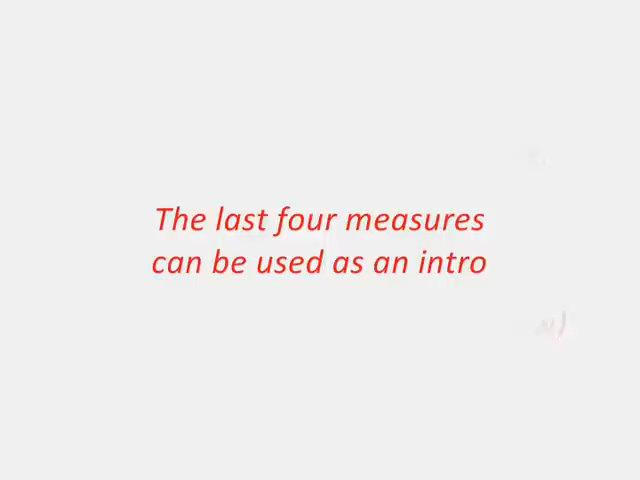 The last four measures
can be used as an intro